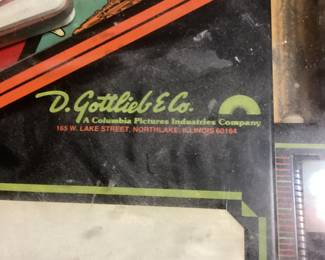 D. Gottlieb & Co.
A Columbia Pictures Industries Company
165 W. LAKE STREET, NORTHLAKE, ILLINOIS 60164